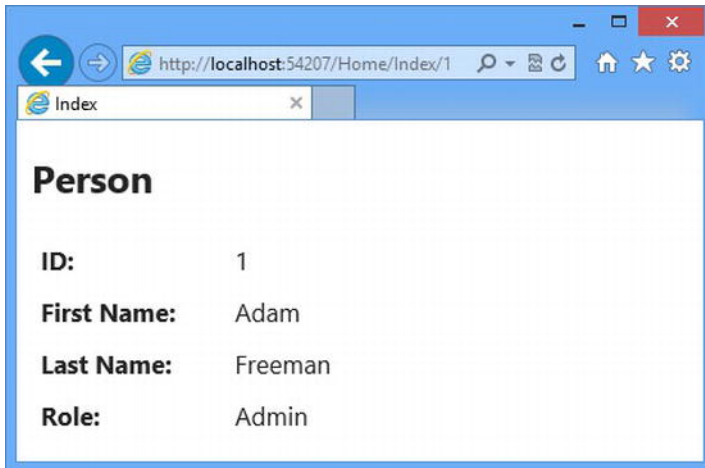 http://localhost:54207/Home/Index/1
Index
Person
ID: 1
First Name: Adam
Last Name: Freeman
Role: Admin